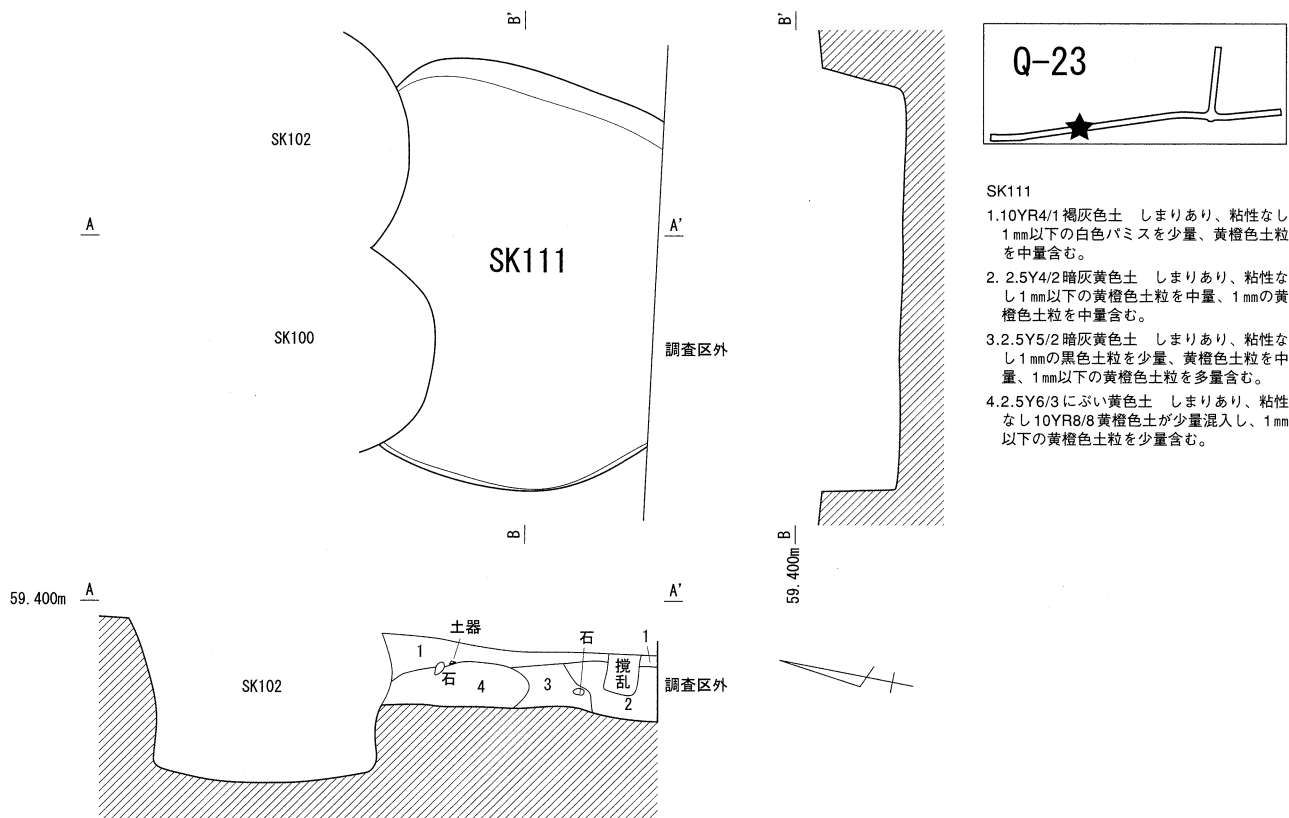 B'
B'
Q-23
SK102
A
A'
SK111
SK100
調査区外
SK111
1.10YR4/1褐灰色土　しまりあり、粘性なし
1㎜以下の白色パミスを少量、黄橙色土粒
を中量含む。
2. 2.5Y4/2暗灰黄色土　しまりあり、粘性な
し1㎜以下の黄橙色土粒を中量、1㎜の黄
橙色土粒を中量含む。
3.2.5Y5/2暗灰黄色土　しまりあり、粘性な
し1㎜の黒色土粒を少量、黄橙色土粒を中
量、1㎜以下の黄橙色土粒を多量含む。
4.2.5Y6/3にぶい黄色土　しまりあり、粘性
なし10YR8/8黄橙色土が少量混入し、1㎜
以下の黄橙色土粒を少量含む。
B
B
59.400m
59.400m
A
A'
土器
石
1
1
石
4
3
撹乱
2
SK102
調査区外